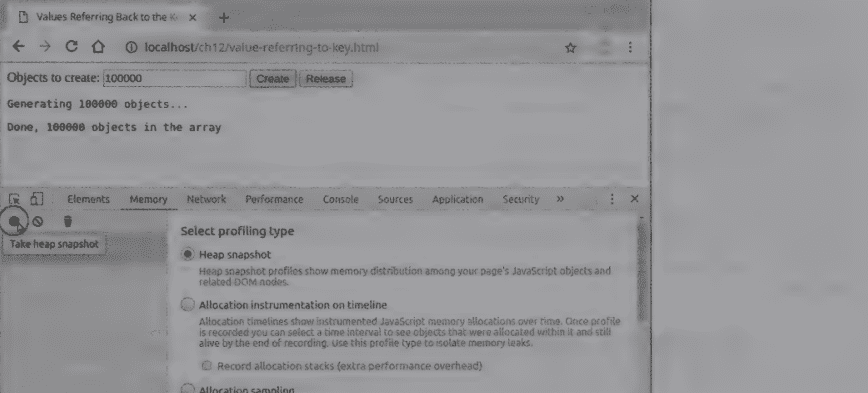 Values Referring Back to the K
localhost/ch12/value-referring-to-key.html
Objects to create: 100000 Create Release
Generating 100000 objects...
Done, 100000 objects in the array
Elements Memory Network Performance Console Sources Application Security »
Take heap snapshot
Select profiling type
Heap snapshot
Heap snapshot profiles show memory distribution among your page's JavaScript objects and
related DOM nodes.
Allocation instrumentation on timeline
Allocation timelines show instrumented JavaScript memory allocations over time. Once profile
is recorded you can select a time interval to see objects that were allocated within it and still
alive by the end of recording. Use this profile type to isolate memory leaks.
Record allocation stacks (extra performance overhead)
Allocation sampling